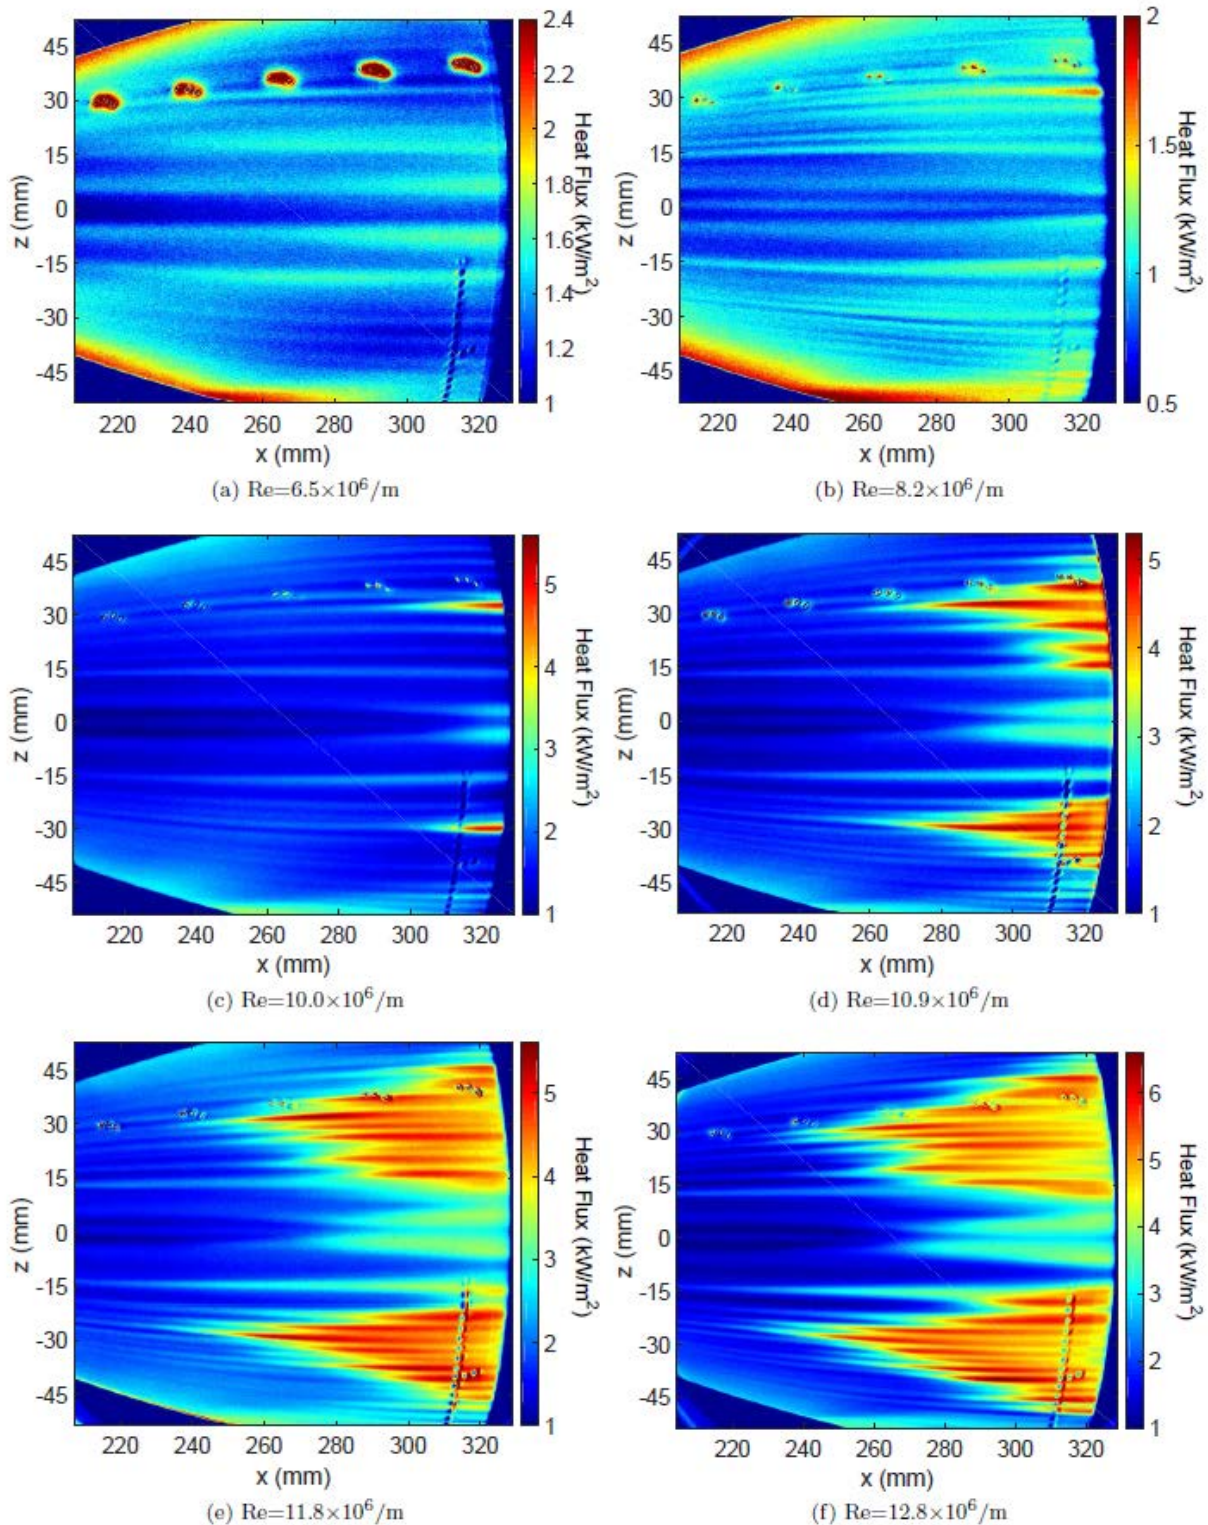 45
30
15
0
-15
-30
-45
z (mm)
220 240 260 280 300 320
x (mm)
2.4
2.2
2
1.8
1.6
1.4
1.2
1
Heat Flux (kW/m²)
(a) Re=6.5×10⁶/m
45
30
15
0
-15
-30
-45
z (mm)
220 240 260 280 300 320
x (mm)
2
1.5
1
0.5
Heat Flux (kW/m²)
(b) Re=8.2×10⁶/m
45
30
15
0
-15
-30
-45
z (mm)
220 240 260 280 300 320
x (mm)
5
4
3
2
1
Heat Flux (kW/m²)
(c) Re=10.0×10⁶/m
45
30
15
0
-15
-30
-45
z (mm)
220 240 260 280 300 320
x (mm)
5
4
3
2
1
Heat Flux (kW/m²)
(d) Re=10.9×10⁶/m
45
30
15
0
-15
-30
-45
z (mm)
220 240 260 280 300 320
x (mm)
5
4
3
2
1
Heat Flux (kW/m²)
(e) Re=11.8×10⁶/m
45
30
15
0
-15
-30
-45
z (mm)
220 240 260 280 300 320
x (mm)
6
5
4
3
2
1
Heat Flux (kW/m²)
(f) Re=12.8×10⁶/m